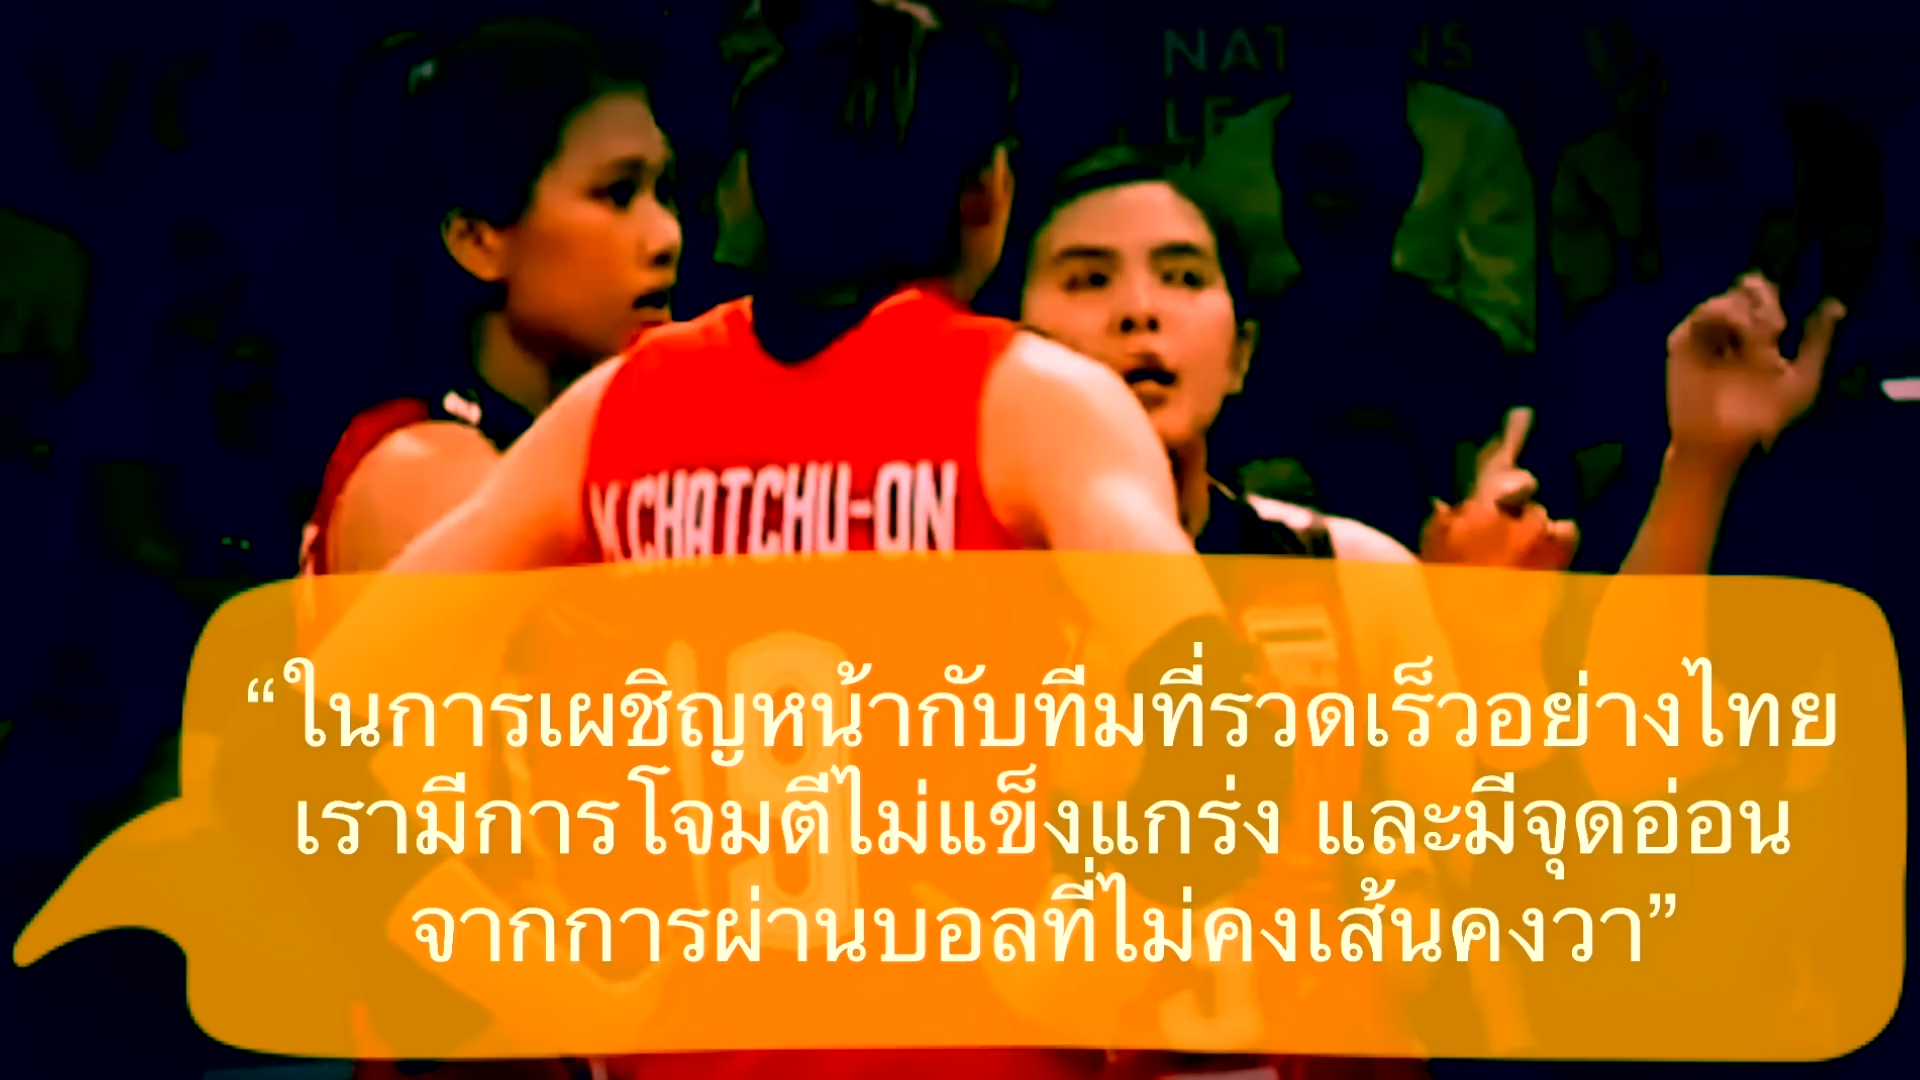 NAT NS
LE
K.CHATCHU-ON
“ในการเผชิญหน้ากับทีมที่รวดเร็วอย่างไทย
เรามีการโจมตีไม่แข็งแกร่ง และมีจุดอ่อน
จากการผ่านบอลที่ไม่คงเส้นคงวา”